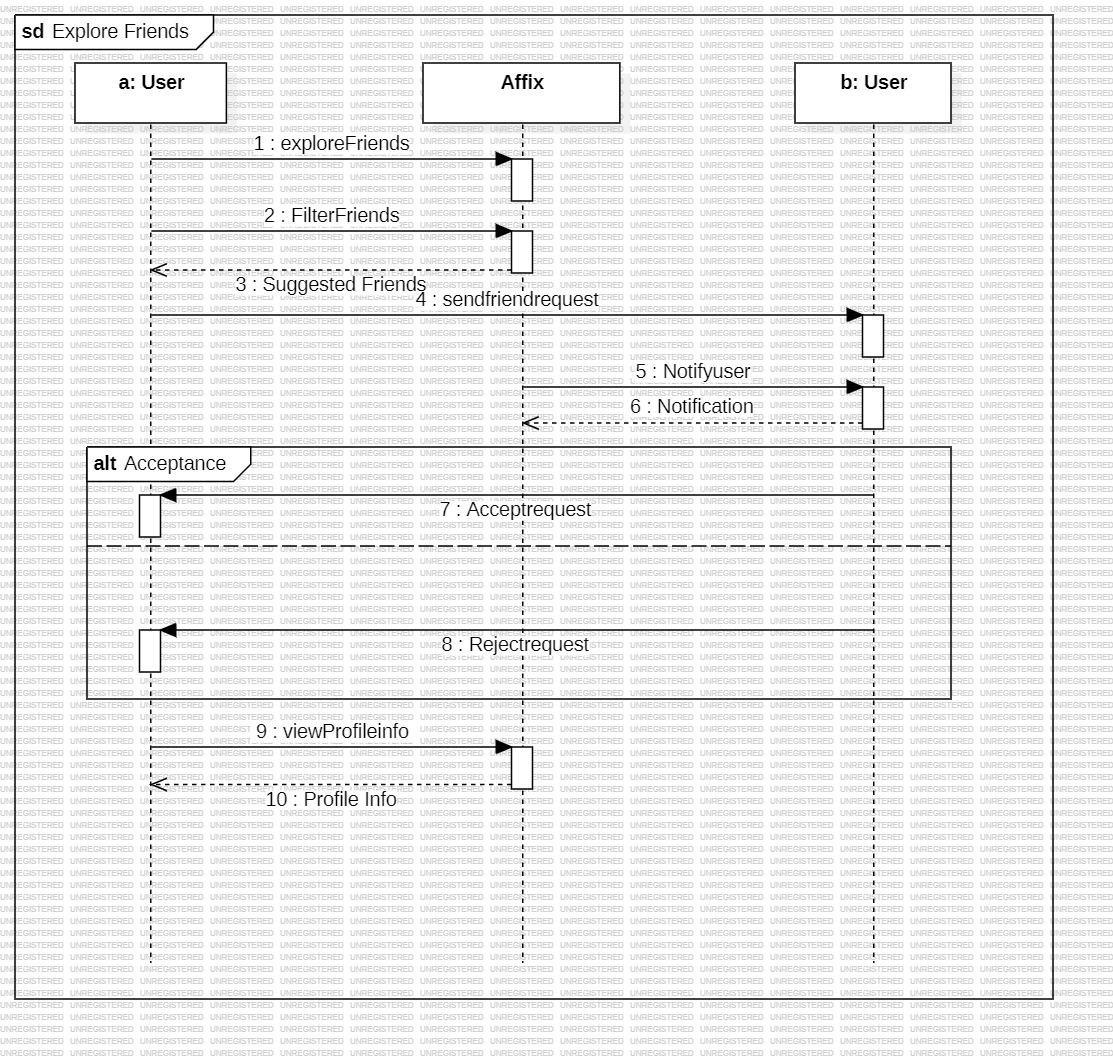 sd Explore Friends
a: User
Affix
b: User
1 : exploreFriends
2 : FilterFriends
3 : Suggested Friends
4 : sendfriendrequest
5 : Notifyuser
6 : Notification
alt Acceptance
7 : Acceptrequest
8 : Rejectrequest
9 : viewProfileinfo
10 : Profile Info
UNREGISTERED